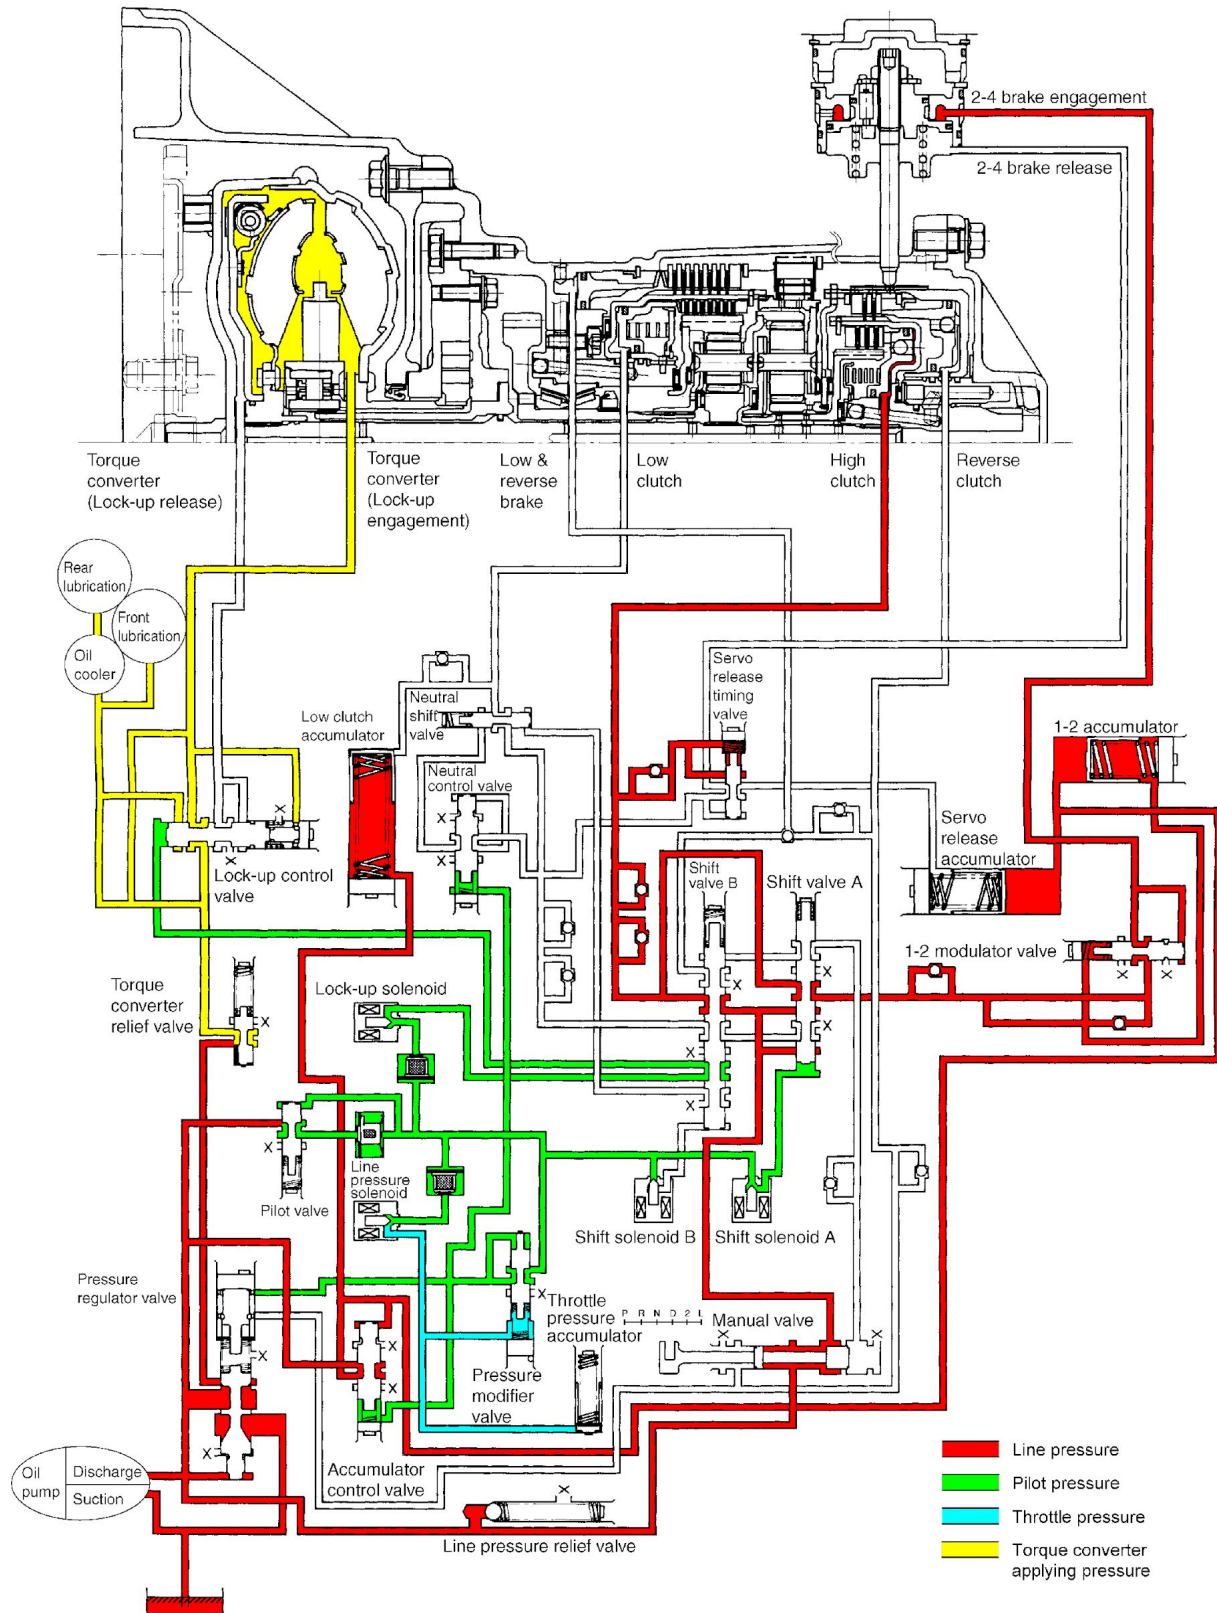 2-4 brake engagement
2-4 brake release
Torque
converter
(Lock-up release)
Torque
converter
(Lock-up
engagement)
Low &
reverse
brake
Low
clutch
High
clutch
Reverse
clutch
Rear
lubrication
Front
lubrication
Oil
cooler
Low clutch
accumulator
Neutral
shift
valve
Neutral
control valve
Servo
release
timing
valve
1-2 accumulator
Servo
release
accumulator
X
X
Lock-up control
valve
X
X
Shift
valve B
Shift valve A
X
X
X
X
1-2 modulator valve
X
X
Torque
converter
relief valve
X
Lock-up solenoid
X
X
Pilot valve
Line
pressure
solenoid
Shift solenoid B
Shift solenoid A
Pressure
regulator valve
X
X
X
X
X
Throttle
pressure
accumulator
P R N D 2 L
Manual valve
X
X
Pressure
modifier
valve
Accumulator
control valve
Oil
pump
Discharge
Suction
X
Line pressure relief valve
Line pressure
Pilot pressure
Throttle pressure
Torque converter
applying pressure